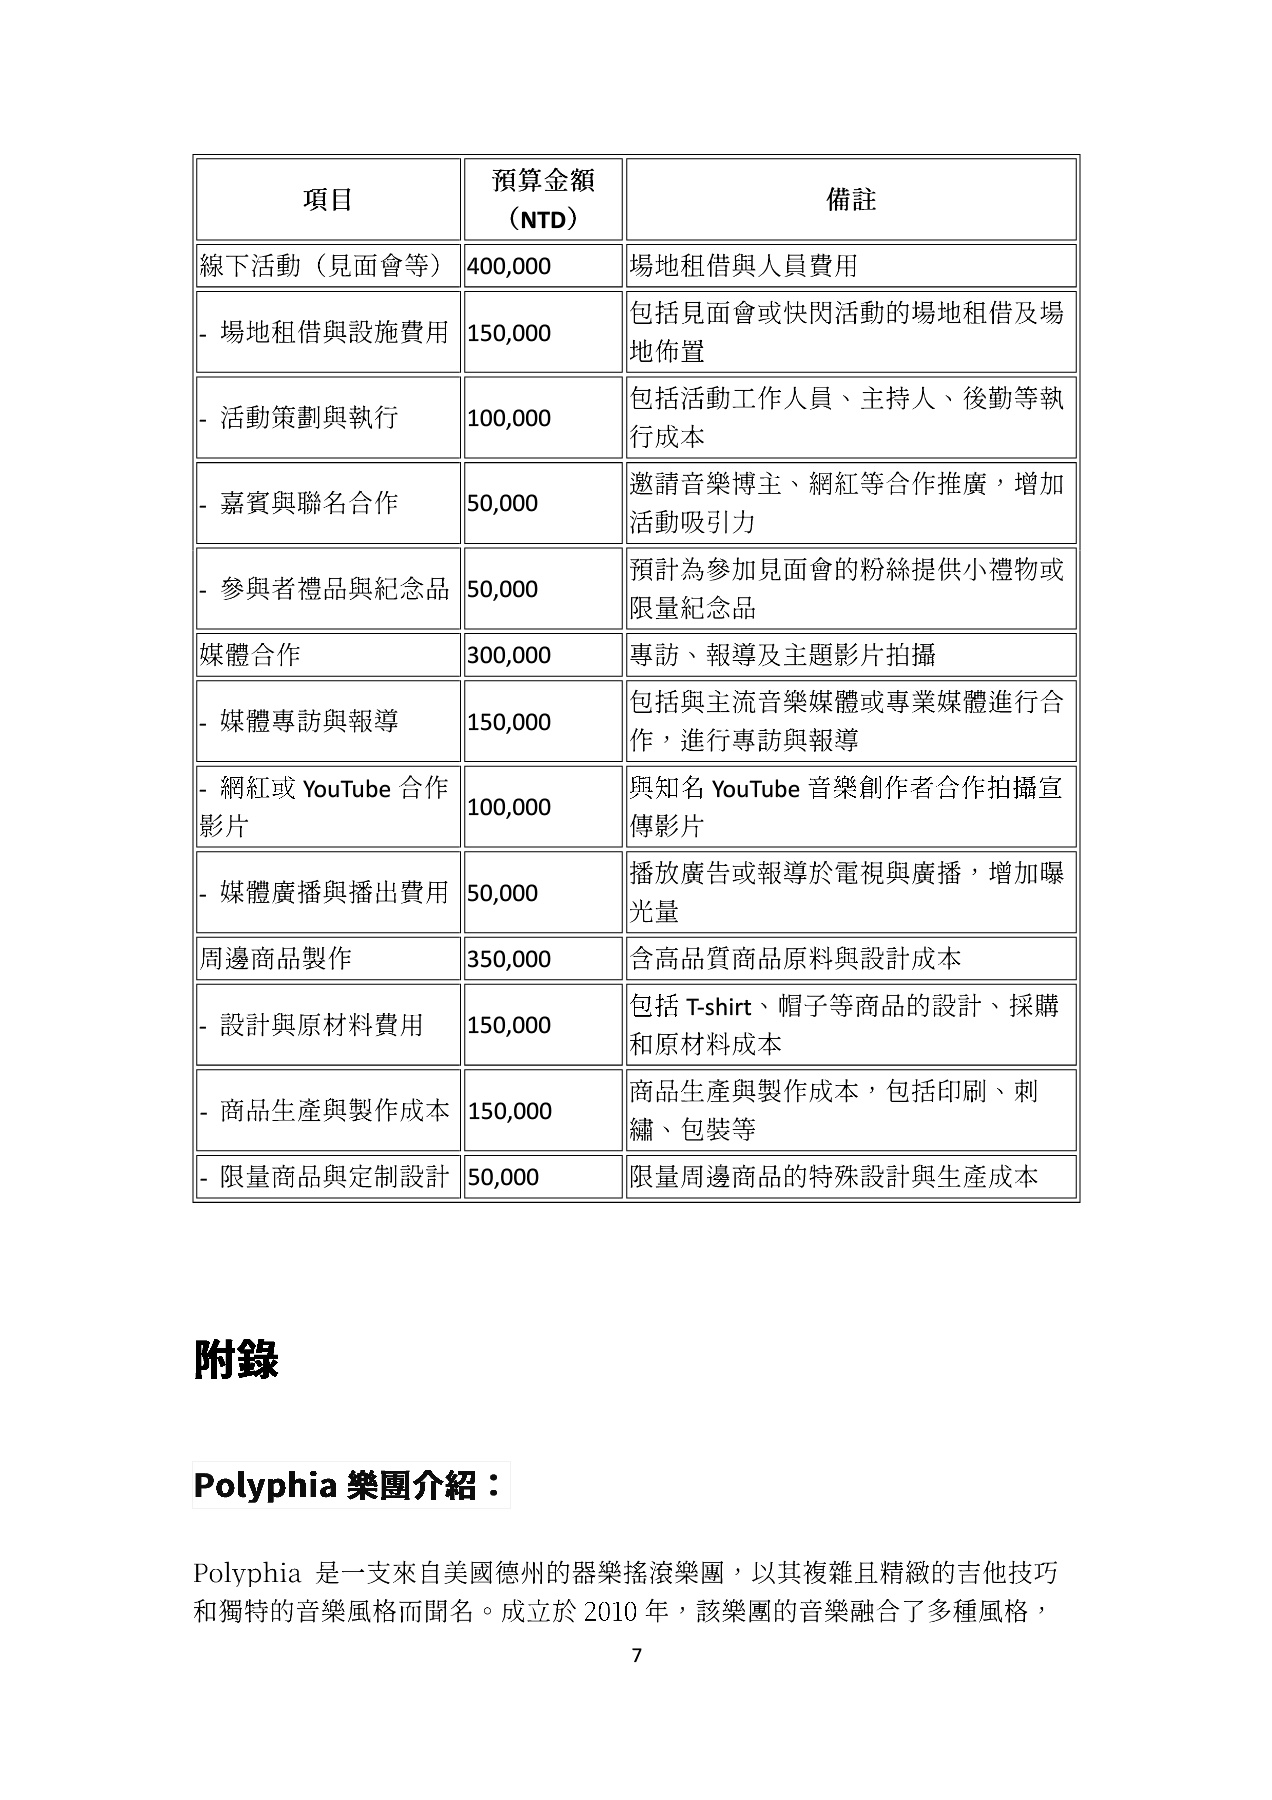 項目
預算金額
（NTD）
備註
線下活動（見面會等）
400,000
場地租借與人員費用
- 場地租借與設施費用
150,000
包括見面會或快閃活動的場地租借及場
地佈置
- 活動策劃與執行
100,000
包括活動工作人員、主持人、後勤等執
行成本
- 嘉賓與聯名合作
50,000
邀請音樂博主、網紅等合作推廣，增加
活動吸引力
- 參與者禮品與紀念品
50,000
預計為參加見面會的粉絲提供小禮物或
限量紀念品
媒體合作
300,000
專訪、報導及主題影片拍攝
- 媒體專訪與報導
150,000
包括與主流音樂媒體或專業媒體進行合
作，進行專訪與報導
- 網紅或 YouTube 合作
影片
100,000
與知名 YouTube 音樂創作者合作拍攝宣
傳影片
- 媒體廣播與播出費用
50,000
播放廣告或報導於電視與廣播，增加曝
光量
周邊商品製作
350,000
含高品質商品原料與設計成本
- 設計與原材料費用
150,000
包括 T-shirt、帽子等商品的設計、採購
和原材料成本
- 商品生產與製作成本
150,000
商品生產與製作成本，包括印刷、刺
繡、包裝等
- 限量商品與定制設計
50,000
限量周邊商品的特殊設計與生產成本
附錄
Polyphia 樂團介紹：
Polyphia 是一支來自美國德州的器樂搖滾樂團，以其複雜且精緻的吉他技巧
和獨特的音樂風格而聞名。成立於 2010 年，該樂團的音樂融合了多種風格，
7